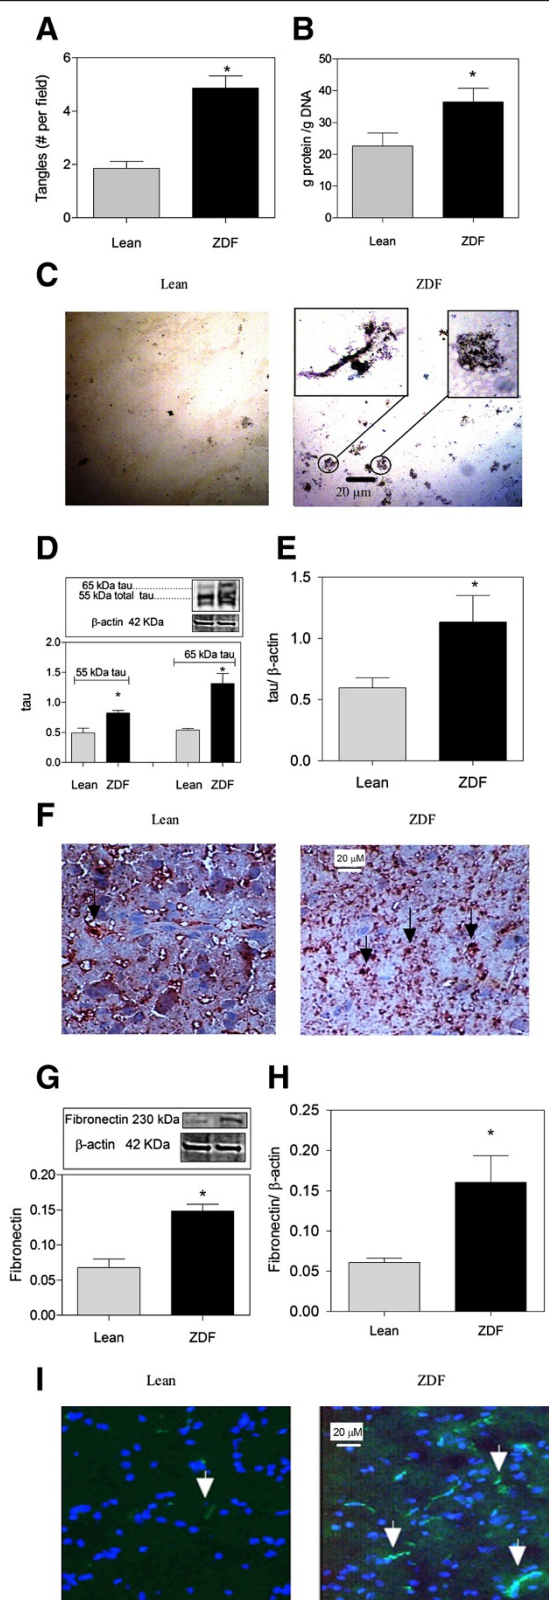 A
B
6
4
2
0
Tangles (# per field)
*
Lean
ZDF
50
40
30
20
10
0
g protein /g DNA
*
Lean
ZDF
C
Lean
ZDF
20 µm
D
E
65 kDa tau
55 kDa total tau
β-actin 42 KDa
2.0
1.5
1.0
0.5
0.0
tau
55 kDa tau
*
65 kDa tau
*
Lean ZDF
Lean ZDF
1.5
1.0
0.5
0.0
tau/ β-actin
*
Lean
ZDF
F
Lean
ZDF
20 µM
G
H
Fibronectin 230 kDa
β-actin 42 KDa
0.20
0.15
0.10
0.05
0.00
Fibronectin
*
Lean
ZDF
0.25
0.20
0.15
0.10
0.05
0.00
Fibronectin/ β-actin
*
Lean
ZDF
I
Lean
ZDF
20 µM